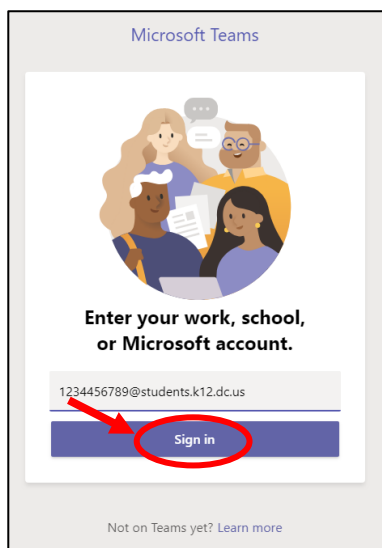 Microsoft Teams
Enter your work, school,
or Microsoft account.
1234456789@students.k12.dc.us
Sign in
Not on Teams yet? Learn more